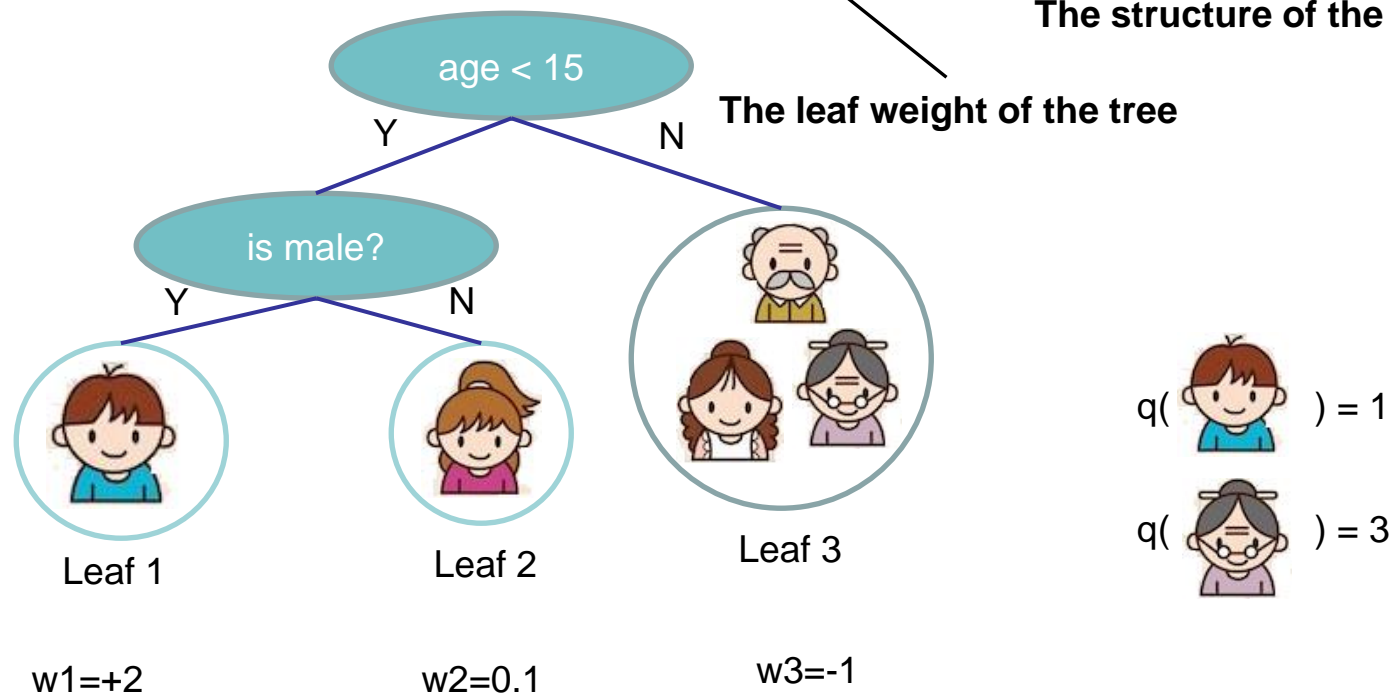 The structure of the
age < 15
The leaf weight of the tree
Y
N
is male?
Y
N
q( ) = 1
q( ) = 3
Leaf 1
Leaf 2
Leaf 3
w1=+2
w2=0.1
w3=-1